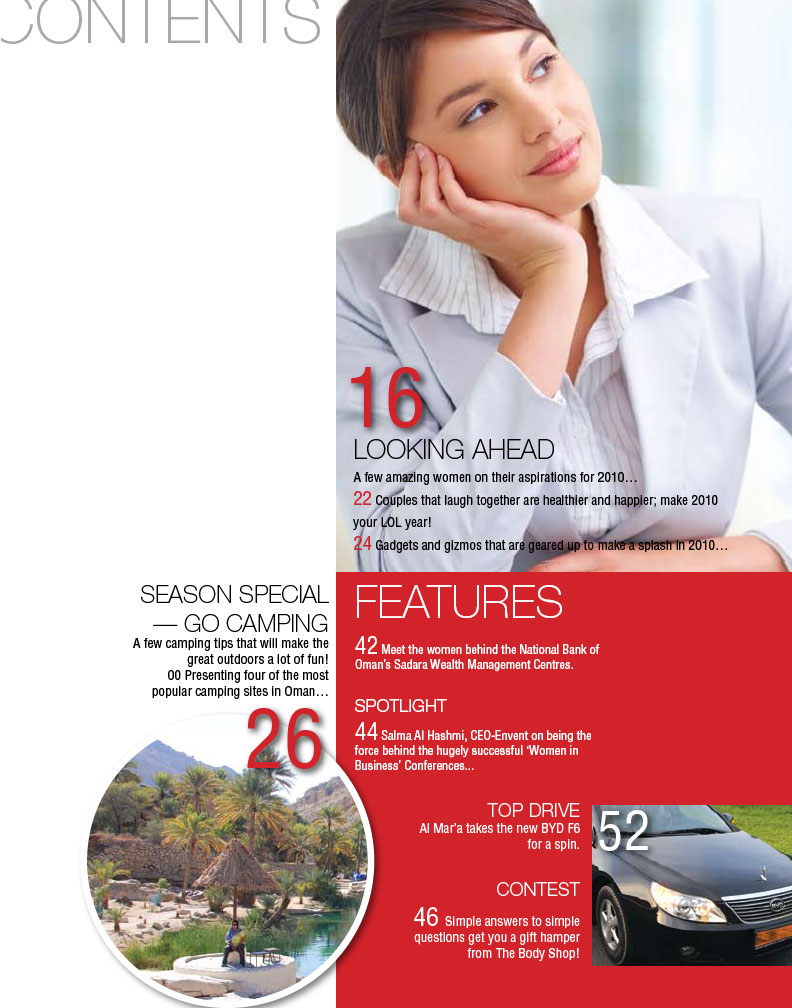 CONTENTS
16
LOOKING AHEAD
A few amazing women on their aspirations for 2010…
22 Couples that laugh together are healthier and happier; make 2010
your LOL year!
24 Gadgets and gizmos that are geared up to make a splash in 2010…
SEASON SPECIAL
— GO CAMPING
A few camping tips that will make the
great outdoors a lot of fun!
00 Presenting four of the most
popular camping sites in Oman…
26
FEATURES
42 Meet the women behind the National Bank of
Oman's Sadara Wealth Management Centres.
SPOTLIGHT
44 Salma Al Hashmi, CEO-Envent on being the
force behind the hugely successful 'Women in
Business' Conferences...
TOP DRIVE
Al Mar'a takes the new BYD F6
for a spin.
52
CONTEST
46 Simple answers to simple
questions get you a gift hamper
from The Body Shop!